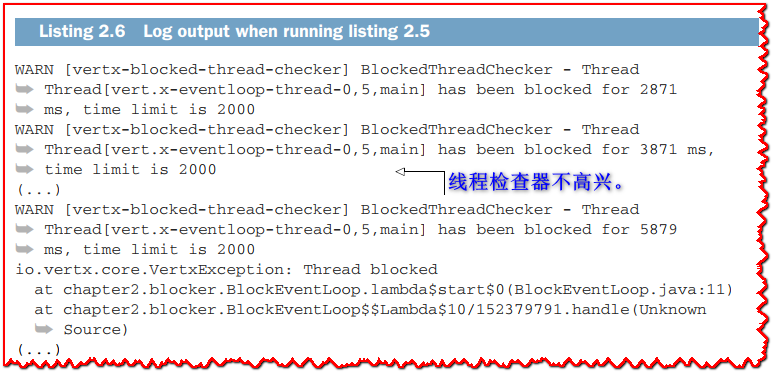 Listing 2.6 Log output when running listing 2.5
WARN [vertx-blocked-thread-checker] BlockedThreadChecker - Thread
➥ Thread[vert.x-eventloop-thread-0,5,main] has been blocked for 2871
➥ ms, time limit is 2000
WARN [vertx-blocked-thread-checker] BlockedThreadChecker - Thread
➥ Thread[vert.x-eventloop-thread-0,5,main] has been blocked for 3871 ms,
➥ time limit is 2000
线程检查器不高兴。
(...)
WARN [vertx-blocked-thread-checker] BlockedThreadChecker - Thread
➥ Thread[vert.x-eventloop-thread-0,5,main] has been blocked for 5879
➥ ms, time limit is 2000
io.vertx.core.VertxException: Thread blocked
at chapter2.blocker.BlockEventLoop.lambda$start$0(BlockEventLoop.java:11)
at chapter2.blocker.BlockEventLoop$$Lambda$10/152379791.handle(Unknown
➥ Source)
(...)